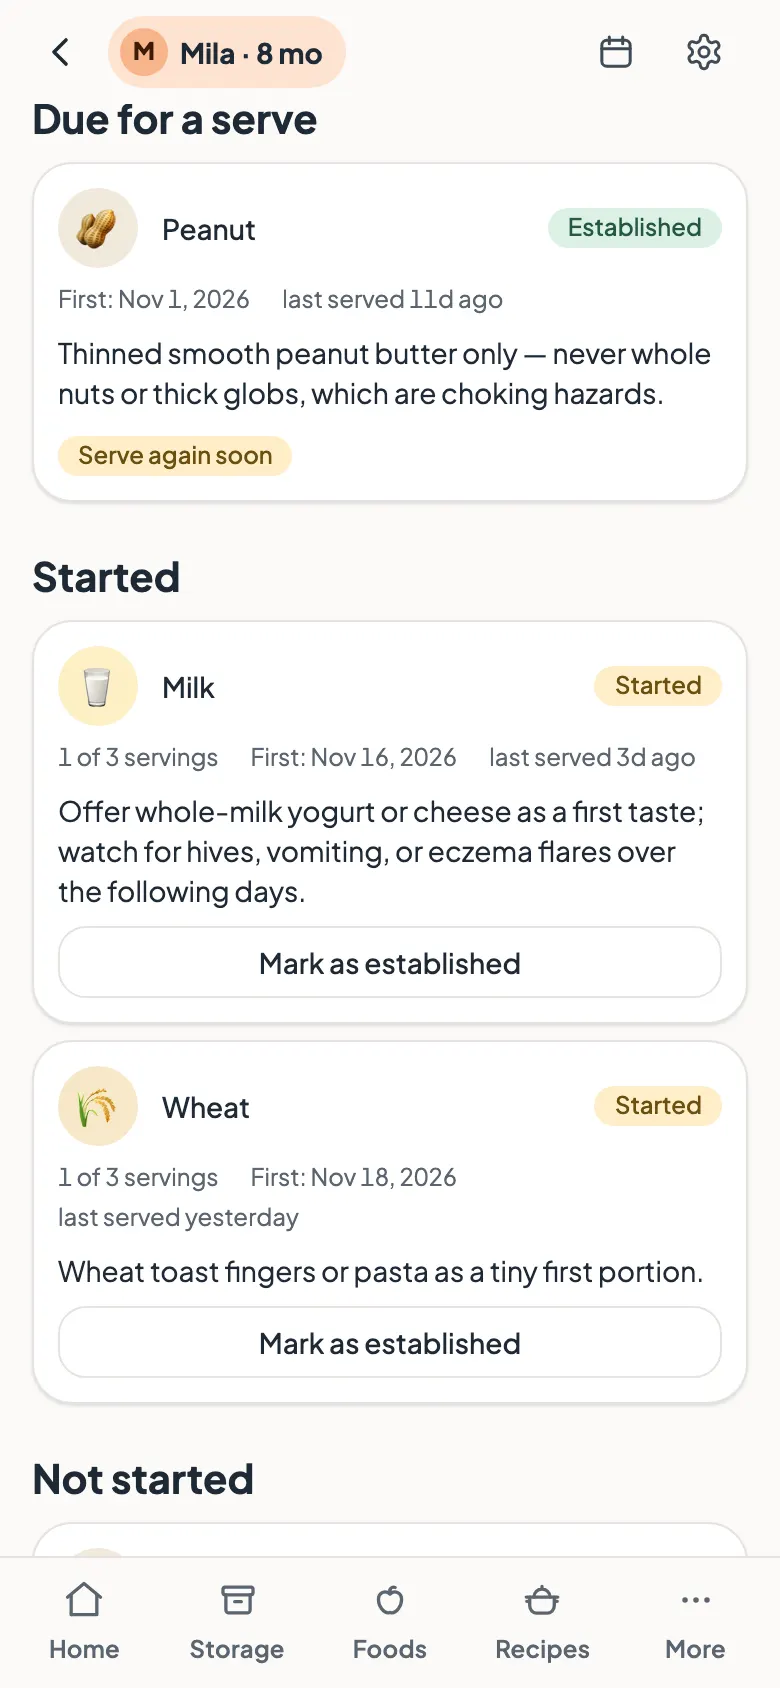 M Mila · 8 mo
Due for a serve
Peanut
Established
First: Nov 1, 2026 last served 11d ago
Thinned smooth peanut butter only — never whole
nuts or thick globs, which are choking hazards.
Serve again soon
Started
Milk
Started
1 of 3 servings First: Nov 16, 2026 last served 3d ago
Offer whole-milk yogurt or cheese as a first taste;
watch for hives, vomiting, or eczema flares over
the following days.
Mark as established
Wheat
Started
1 of 3 servings First: Nov 18, 2026
last served yesterday
Wheat toast fingers or pasta as a tiny first portion.
Mark as established
Not started
Home Storage Foods Recipes More